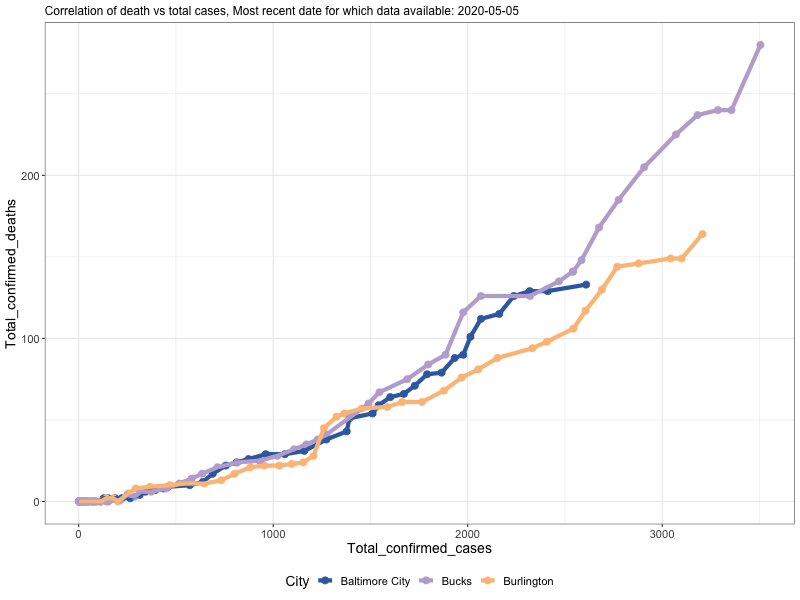 Correlation of death vs total cases, Most recent date for which data available: 2020-05-05
Total_confirmed_deaths
200
100
0
0 1000 2000 3000
Total_confirmed_cases
City Baltimore City Bucks Burlington